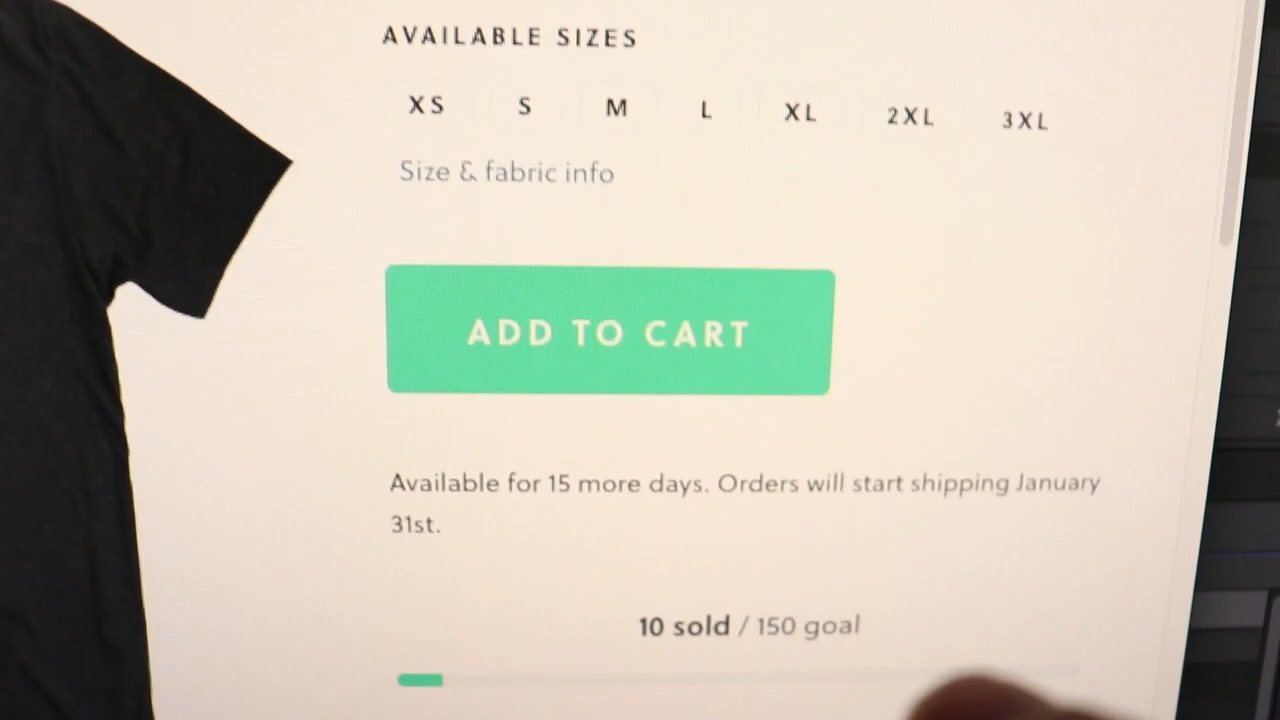 AVAILABLE SIZES
XS S M L XL 2XL 3XL
Size & fabric info
ADD TO CART
Available for 15 more days. Orders will start shipping January
31st.
10 sold / 150 goal